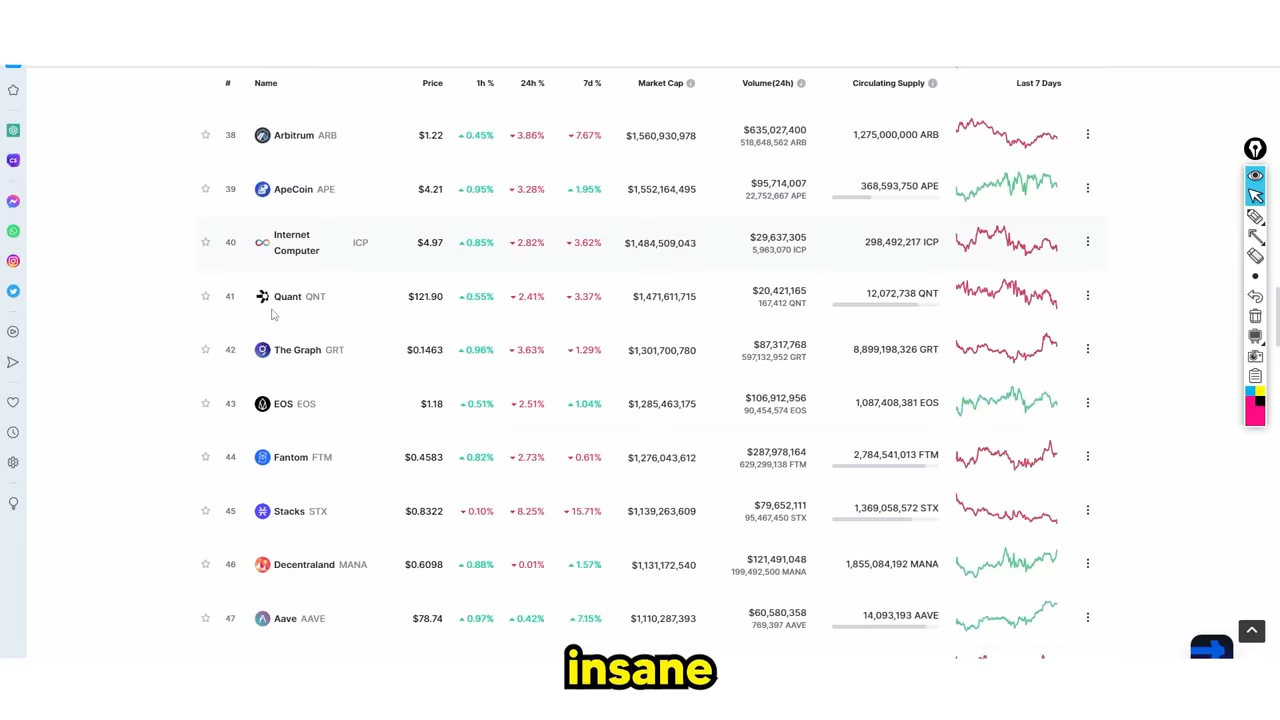 # Name Price 1h % 24h % 7d % Market Cap Volume(24h) Circulating Supply Last 7 Days
38 Arbitrum ARB $1.22 0.45% 3.86% 7.67% $1,560,930,978 $635,027,400 1,275,000,000 ARB
518,648,562 ARB
39 ApeCoin APE $4.21 0.95% 3.28% 1.95% $1,552,164,495 $95,714,007 368,593,750 APE
22,752,667 APE
40 Internet Computer ICP $4.97 0.85% 2.82% 3.62% $1,484,509,043 $29,637,305 298,492,217 ICP
5,963,070 ICP
41 Quant QNT $121.90 0.55% 2.41% 3.37% $1,471,611,715 $20,421,165 12,072,738 QNT
167,412 QNT
42 The Graph GRT $0.1463 0.96% 3.63% 1.29% $1,301,700,780 $87,317,768 8,899,198,326 GRT
597,132,952 GRT
43 EOS EOS $1.18 0.51% 2.51% 1.04% $1,285,463,175 $106,912,956 1,087,408,381 EOS
90,454,574 EOS
44 Fantom FTM $0.4583 0.82% 2.73% 0.61% $1,276,043,612 $287,978,164 2,784,541,013 FTM
629,299,138 FTM
45 Stacks STX $0.8322 0.10% 8.25% 15.71% $1,139,263,609 $79,652,111 1,369,058,572 STX
95,467,450 STX
46 Decentraland MANA $0.6098 0.88% 0.01% 1.57% $1,131,172,540 $121,491,048 1,855,084,192 MANA
199,492,500 MANA
47 Aave AAVE $78.74 0.97% 0.42% 7.15% $1,110,287,393 $60,580,358 14,093,193 AAVE
769,397 AAVE
CS
insane